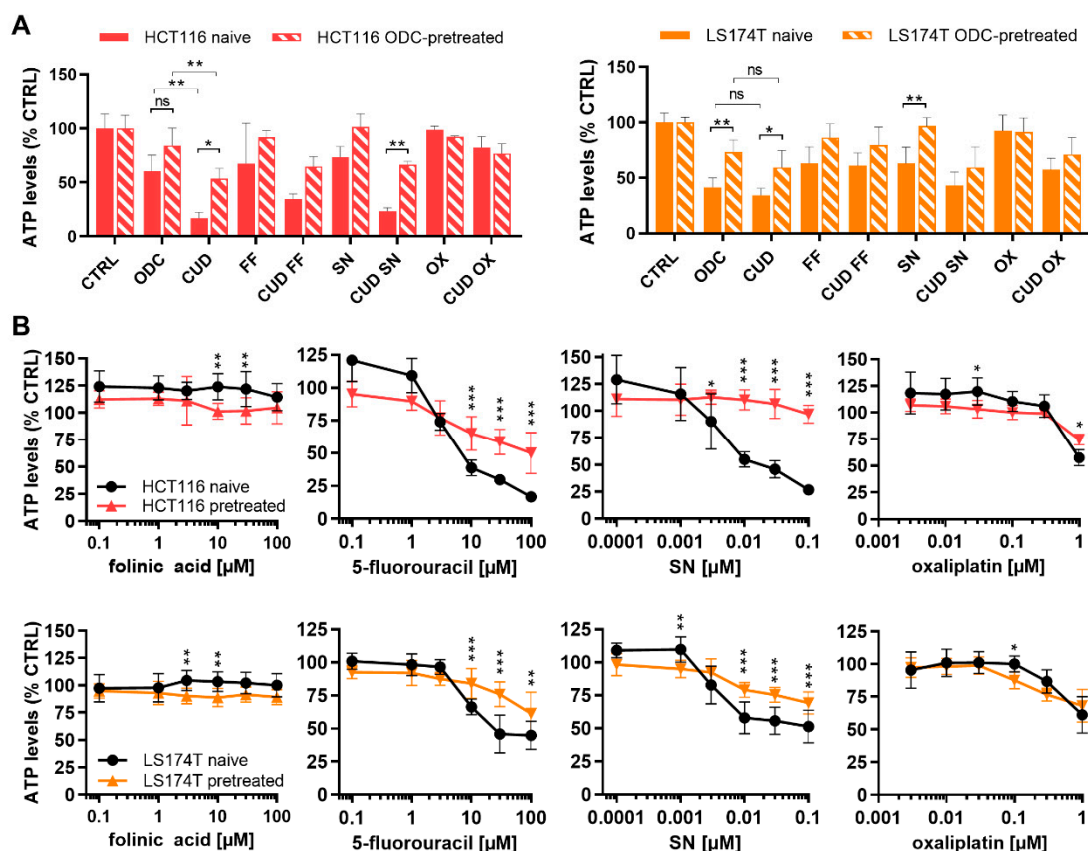 A
HCT116 naive HCT116 ODC-pretreated
LS174T naive LS174T ODC-pretreated
ATP levels (% CTRL)
150
100
50
0
ns
**
**
*
**
CTRL
ODC
CUD
FF
CUD FF
SN
CUD SN
OX
CUD OX
ATP levels (% CTRL)
150
100
50
0
**
ns
ns
*
**
CTRL
ODC
CUD
FF
CUD FF
SN
CUD SN
OX
CUD OX
B
ATP levels (% CTRL)
150
125
100
75
50
25
0
** **
HCT116 naive
HCT116 pretreated
0.1 1 10 100
folinic acid [µM]
125
100
75
50
25
0
*** *** ***
0.1 1 10 100
5-fluorouracil [µM]
150
125
100
75
50
25
0
* *** *** ***
0.0001 0.001 0.01 0.1
SN [µM]
150
125
100
75
50
25
0
* *
0.001 0.01 0.1 1
oxaliplatin [µM]
ATP levels (% CTRL)
150
125
100
75
50
25
0
** **
LS174T naive
LS174T pretreated
0.1 1 10 100
folinic acid [µM]
125
100
75
50
25
0
*** *** **
0.1 1 10 100
5-fluorouracil [µM]
125
100
75
50
25
0
** *** *** ***
0.0001 0.001 0.01 0.1
SN [µM]
125
100
75
50
25
0
*
0.001 0.01 0.1 1
oxaliplatin [µM]